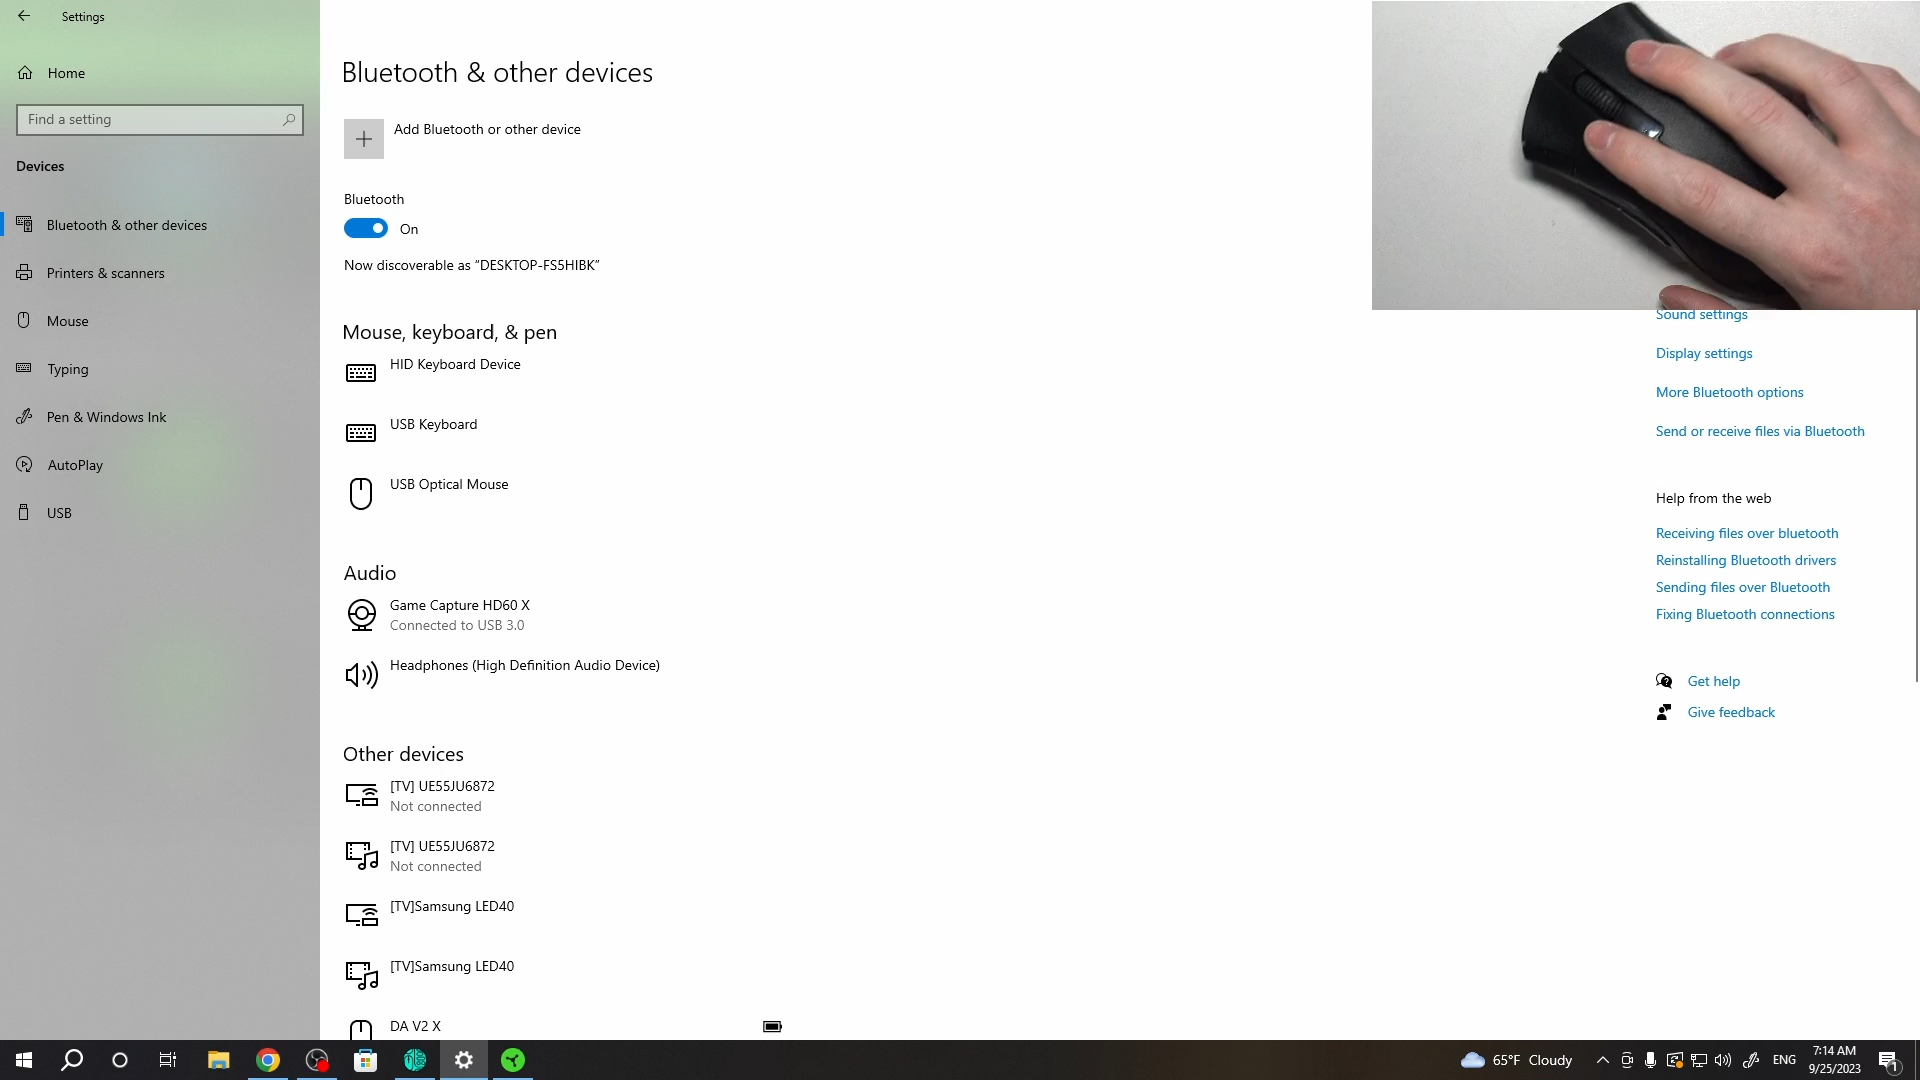 Settings
Home
Find a setting
Devices
Bluetooth & other devices
Printers & scanners
Mouse
Typing
Pen & Windows Ink
AutoPlay
USB
Bluetooth & other devices
Add Bluetooth or other device
Bluetooth
On
Now discoverable as “DESKTOP-FS5HIBK”
Mouse, keyboard, & pen
HID Keyboard Device
USB Keyboard
USB Optical Mouse
Audio
Game Capture HD60 X
Connected to USB 3.0
Headphones (High Definition Audio Device)
Other devices
[TV] UE55JU6872
Not connected
[TV] UE55JU6872
Not connected
[TV]Samsung LED40
[TV]Samsung LED40
DA V2 X
Sound settings
Display settings
More Bluetooth options
Send or receive files via Bluetooth
Help from the web
Receiving files over bluetooth
Reinstalling Bluetooth drivers
Sending files over Bluetooth
Fixing Bluetooth connections
Get help
Give feedback
65°F Cloudy
ENG
7:14 AM
9/25/2023
1